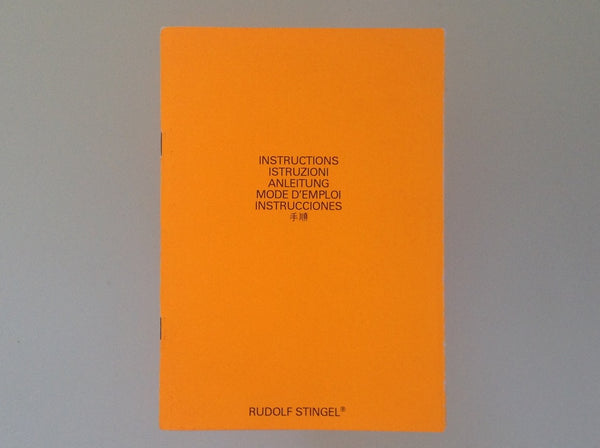 INSTRUCTIONS
ISTRUZIONI
ANLEITUNG
MODE D'EMPLOI
INSTRUCCIONES
手順
RUDOLF STINGEL®